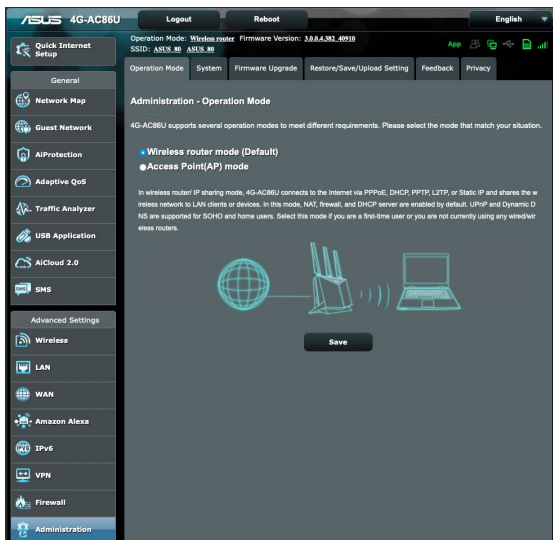 ASUS 4G-AC86U Logout Reboot English
Quick Internet Setup
Operation Mode: Wireless router Firmware Version: 3.0.0.4.382_40910
SSID: ASUS_80 ASUS_80
App
Operation Mode System Firmware Upgrade Restore/Save/Upload Setting Feedback Privacy
General
Network Map
Guest Network
AiProtection
Adaptive QoS
Traffic Analyzer
USB Application
AiCloud 2.0
SMS
SMS
Advanced Settings
Wireless
LAN
WAN
Amazon Alexa
IPv6
VPN
Firewall
Administration
Administration - Operation Mode
4G-AC86U supports several operation modes to meet different requirements. Please select the mode that match your situation.
Wireless router mode (Default)
Access Point(AP) mode
In wireless router/ IP sharing mode, 4G-AC86U connects to the Internet via PPPoE, DHCP, PPTP, L2TP, or Static IP and shares the w
ireless network to LAN clients or devices. In this mode, NAT, firewall, and DHCP server are enabled by default. UPnP and Dynamic D
NS are supported for SOHO and home users. Select this mode if you are a first-time user or you are not currently using any wired/wir
eless routers.
Save